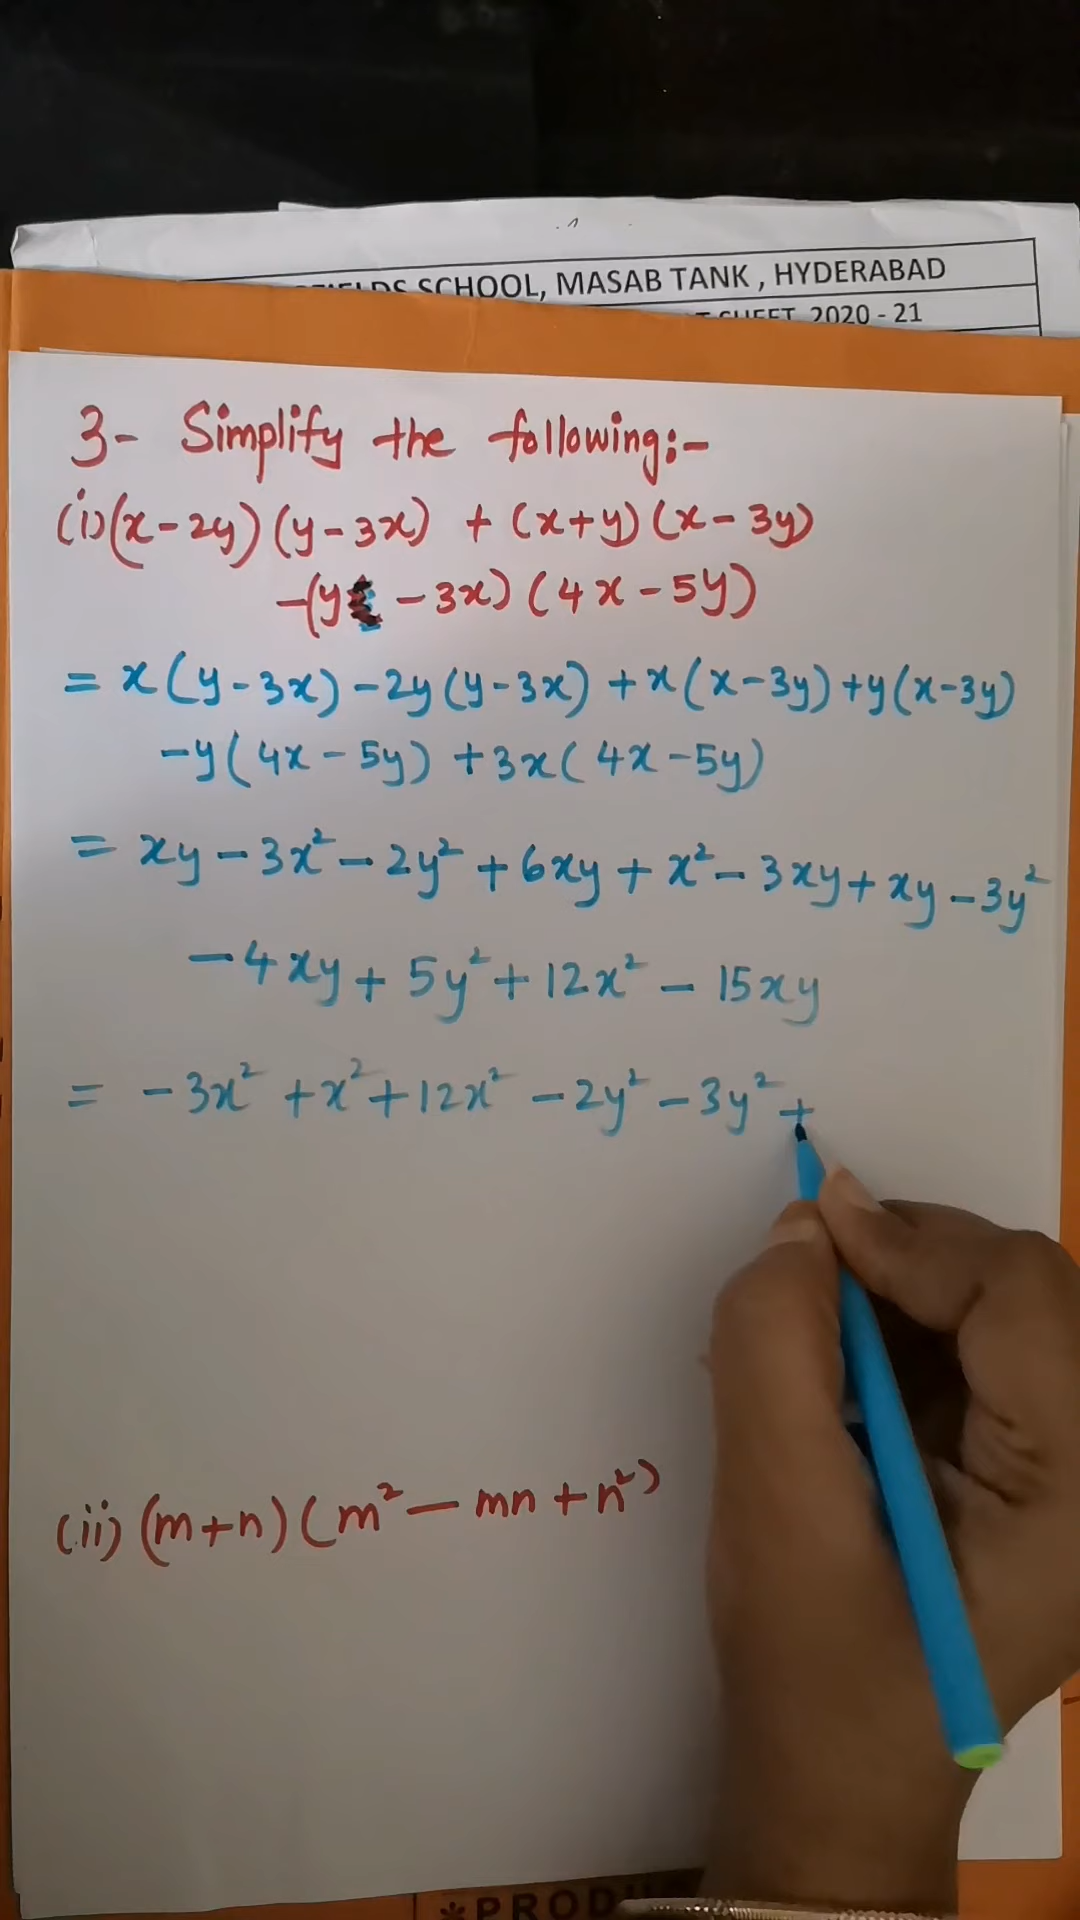 SCHOOL, MASAB TANK , HYDERABAD
2020 - 21
3- Simplify the following:-
(i) (x - 2y) (y - 3x) + (x+y) (x - 3y)
-(y - 3x) (4x - 5y)
= x(y - 3x) - 2y(y - 3x) + x(x - 3y) + y(x - 3y)
-y(4x - 5y) + 3x(4x - 5y)
= xy - 3x² - 2y² + 6xy + x² - 3xy + xy - 3y²
- 4xy + 5y² + 12x² - 15xy
= - 3x² + x² + 12x² - 2y² - 3y² +
(ii) (m+n) (m² - mn + n²)